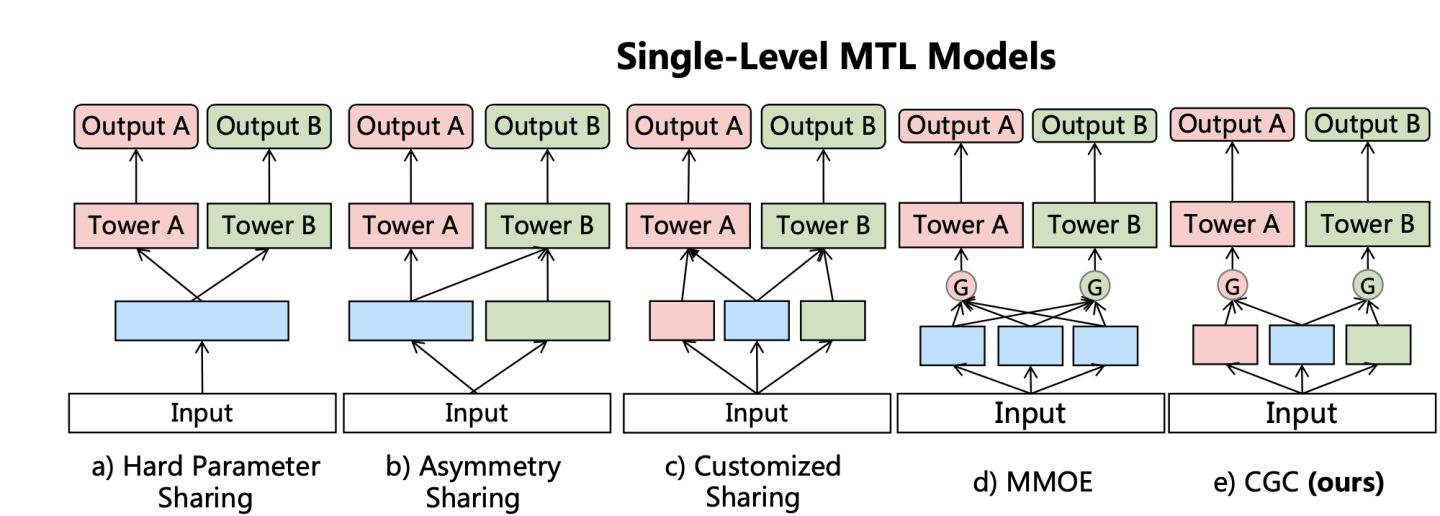 Single-Level MTL Models
Output A
Output B
Output A
Output B
Output A
Output B
Output A
Output B
Output A
Output B
Tower A
Tower B
Tower A
Tower B
Tower A
Tower B
Tower A
Tower B
Tower A
Tower B
G
G
G
G
Input
Input
Input
Input
Input
a) Hard Parameter
Sharing
b) Asymmetry
Sharing
c) Customized
Sharing
d) MMOE
e) CGC (ours)